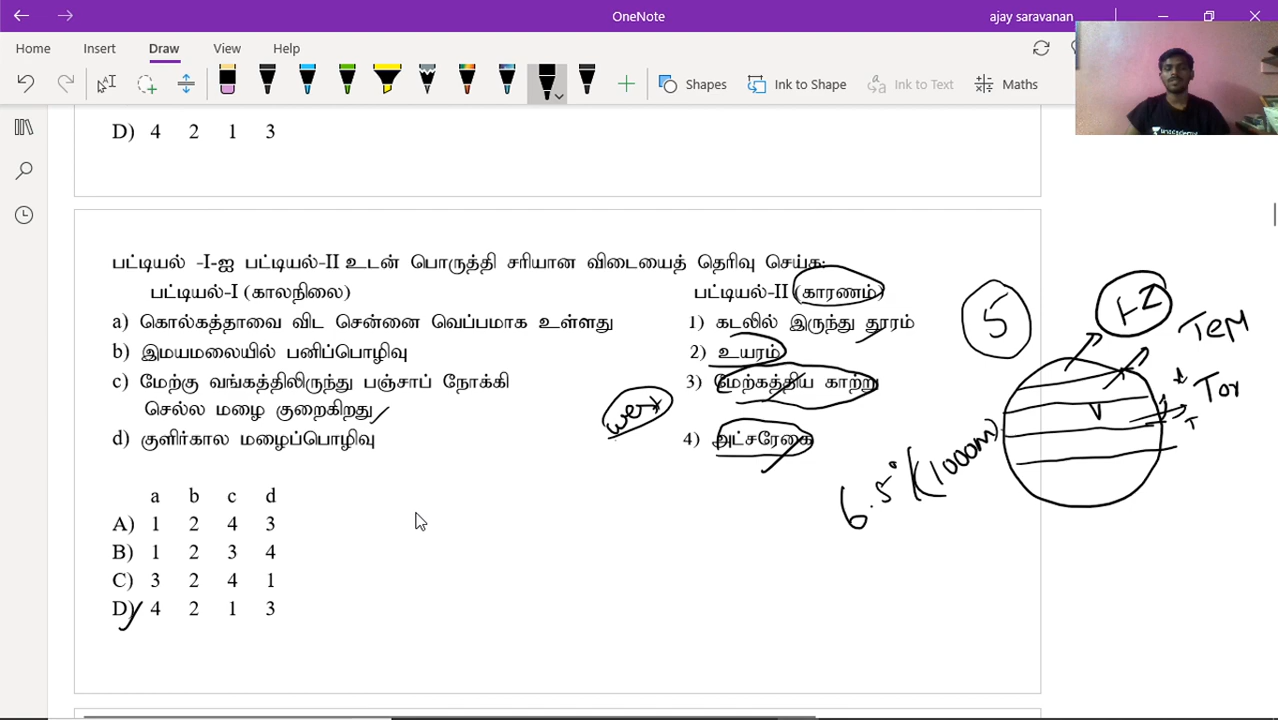 OneNote
ajay saravanan
Home Insert Draw View Help
Shapes Ink to Shape Ink to Text Maths
D) 4 2 1 3
பட்டியல் -I-ஐ பட்டியல்-II உடன் பொருத்தி சரியான விடையைத் தெரிவு செய்க:
பட்டியல்-I (காலநிலை) பட்டியல்-II (காரணம்)
a) கொல்கத்தாவை விட சென்னை வெப்பமாக உள்ளது 1) கடலில் இருந்து தூரம்
b) இமயமலையில் பனிப்பொழிவு 2) உயரம்
c) மேற்கு வங்கத்திலிருந்து பஞ்சாப் நோக்கி 3) மேற்கத்திய காற்று
செல்ல மழை குறைகிறது
d) குளிர்கால மழைப்பொழிவு 4) அட்சரேகை
a b c d
A) 1 2 4 3
B) 1 2 3 4
C) 3 2 4 1
D) 4 2 1 3
5
TeM
Tor
6.5° (1000m)